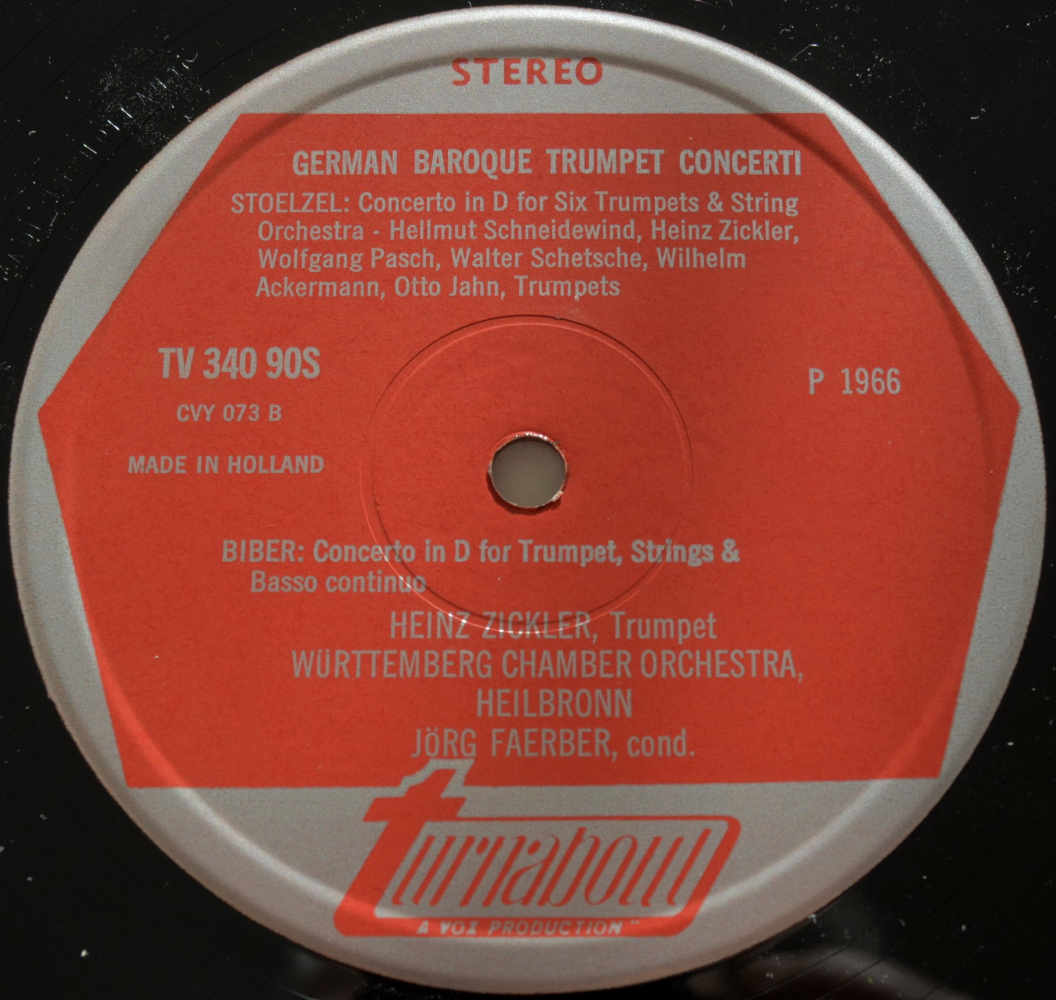 STEREO
GERMAN BAROQUE TRUMPET CONCERTI
STOELZEL: Concerto in D for Six Trumpets & String
Orchestra - Hellmut Schneidewind, Heinz Zickler,
Wolfgang Pasch, Walter Schetsche, Wilhelm
Ackermann, Otto Jahn, Trumpets
TV 340 90S
P 1966
CVY 073 B
MADE IN HOLLAND
BIBER: Concerto in D for Trumpet, Strings &
Basso continuo
HEINZ ZICKLER, Trumpet
WÜRTTEMBERG CHAMBER ORCHESTRA,
HEILBRONN
JÖRG FAERBER, cond.
turnabout
A VOX PRODUCTION